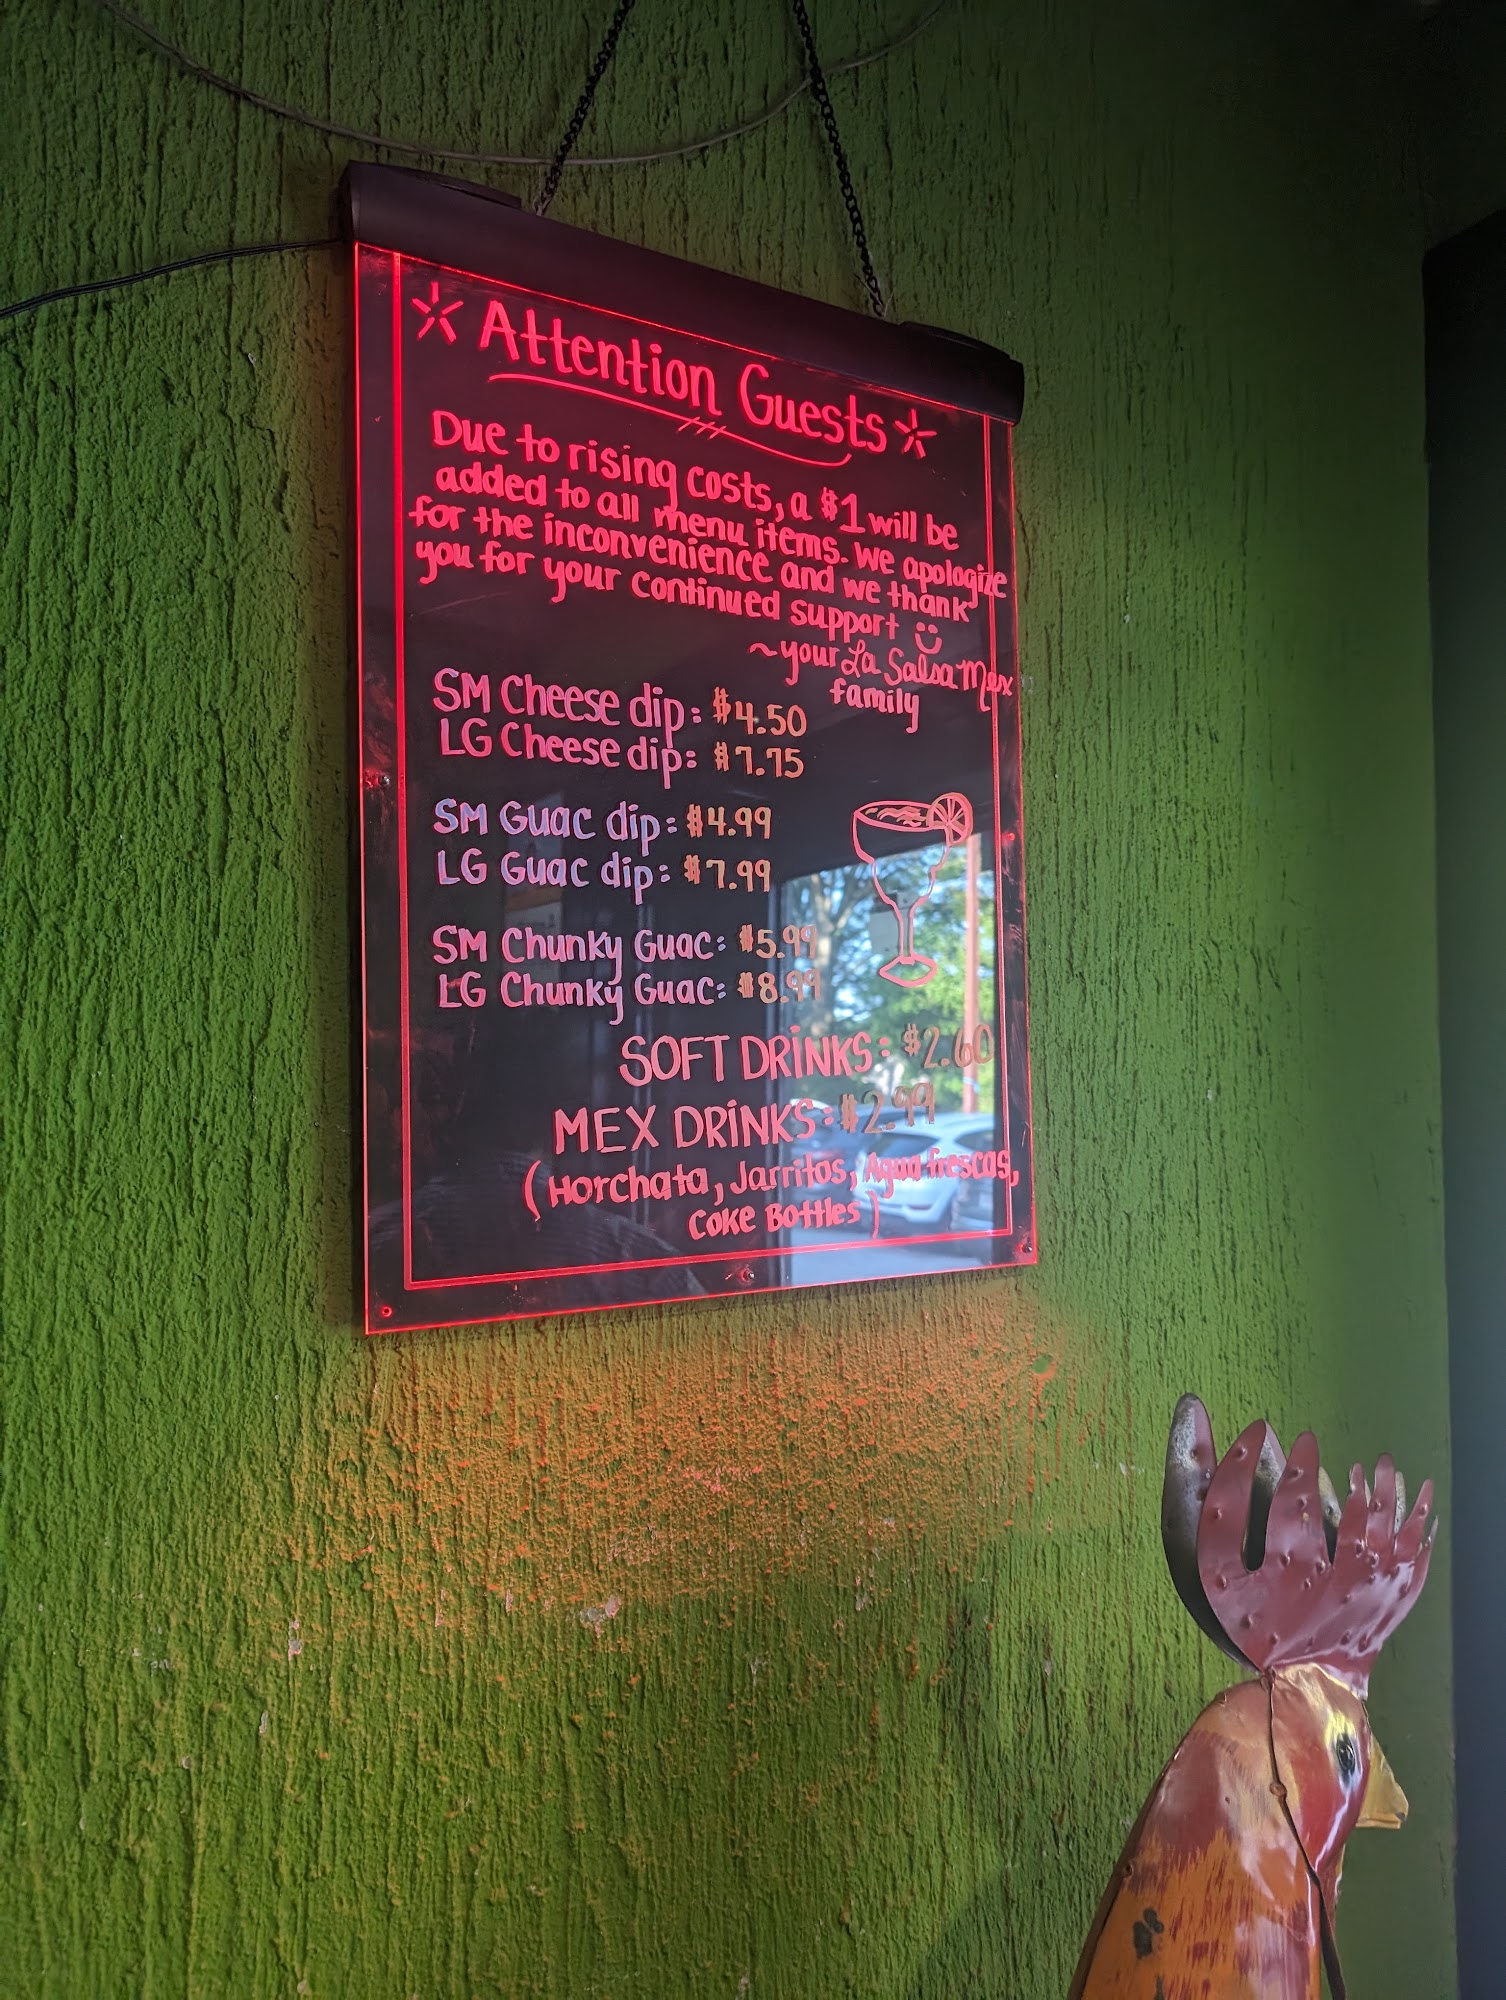 Attention Guests
Due to rising costs, a $1 will be
added to all menu items. We apologize
for the inconvenience and we thank
you for your continued support
~your La Salsa Mex
family
SM Cheese dip: $4.50
LG Cheese dip: $7.75
SM Guac dip: $4.99
LG Guac dip: $7.99
SM Chunky Guac: $5.99
LG Chunky Guac: $8.99
SOFT DRiNKS: $2.60
MEX DRiNKS: $2.99
(Horchata, Jarritos, Agua frescas,
Coke Bottles)